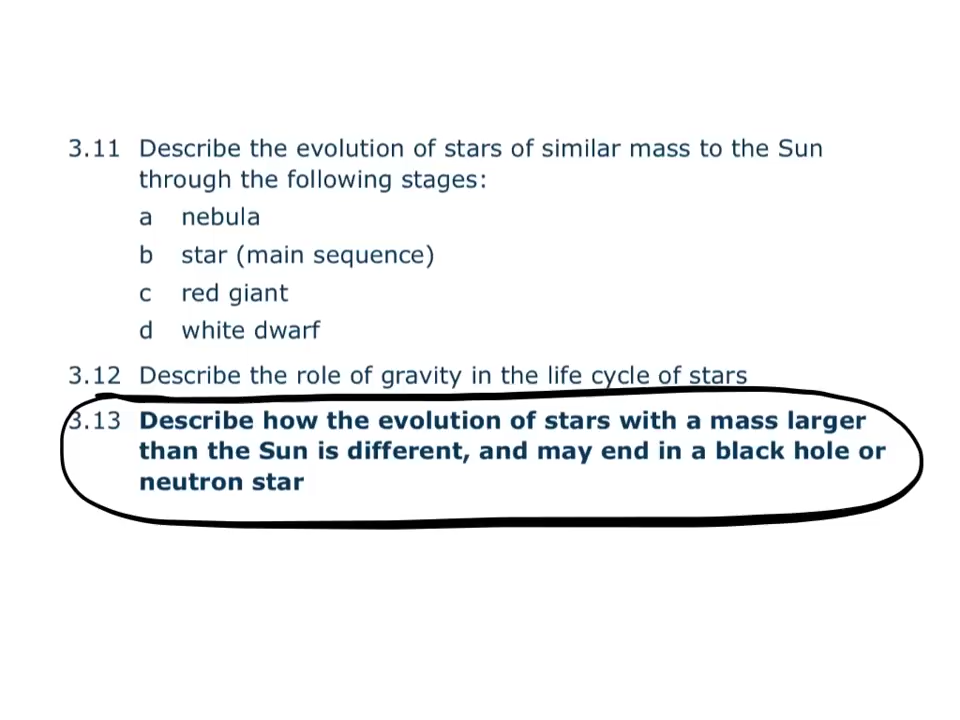 3.11 Describe the evolution of stars of similar mass to the Sun
through the following stages:
a nebula
b star (main sequence)
c red giant
d white dwarf
3.12 Describe the role of gravity in the life cycle of stars
3.13 Describe how the evolution of stars with a mass larger
than the Sun is different, and may end in a black hole or
neutron star